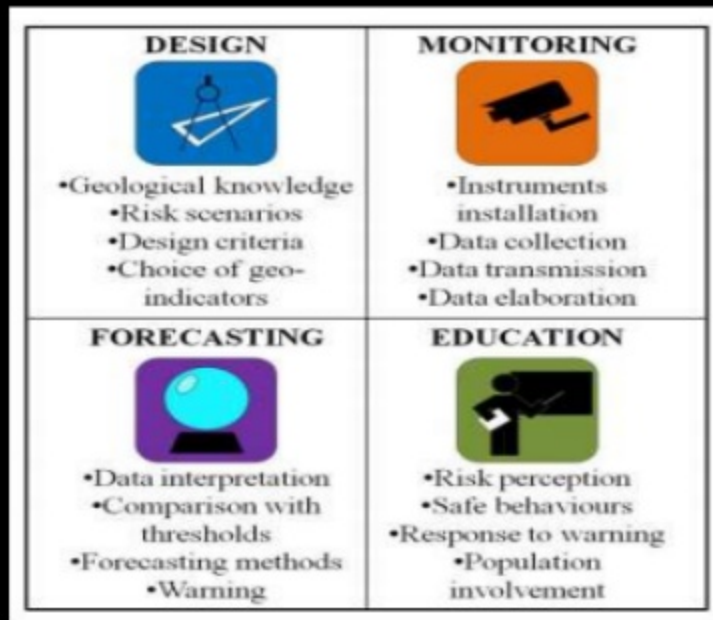 DESIGN
•Geological knowledge
•Risk scenarios
•Design criteria
•Choice of geo-
indicators
MONITORING
•Instruments
installation
•Data collection
•Data transmission
•Data elaboration
FORECASTING
•Data interpretation
•Comparison with
thresholds
•Forecasting methods
•Warning
EDUCATION
•Risk perception
•Safe behaviours
•Response to warning
•Population
involvement